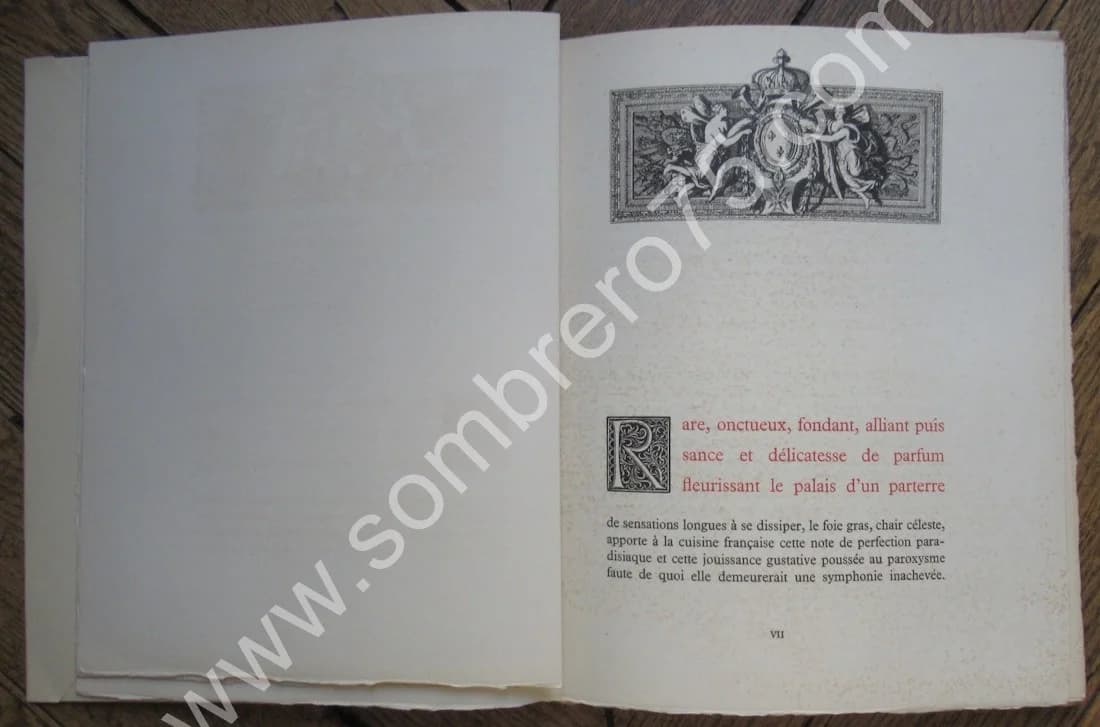 Rare, onctueux, fondant, alliant puis
sance et délicatesse de parfum
fleurissant le palais d'un parterre
de sensations longues à se dissiper, le foie gras, chair céleste,
apporte à la cuisine française cette note de perfection para-
disiaque et cette jouissance gustative poussée au paroxysme
faute de quoi elle demeurerait une symphonie inachevée.
VII
www.sombrero75.com